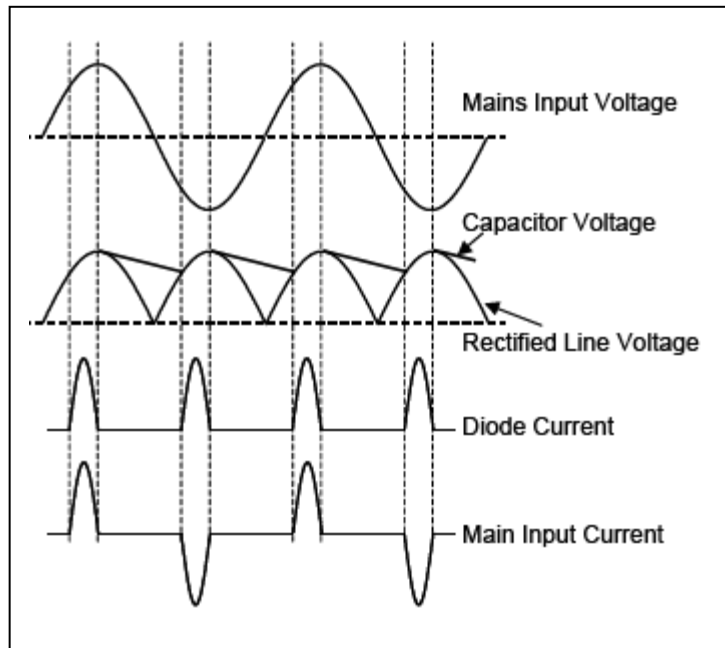 Mains Input Voltage
Capacitor Voltage
Rectified Line Voltage
Diode Current
Main Input Current